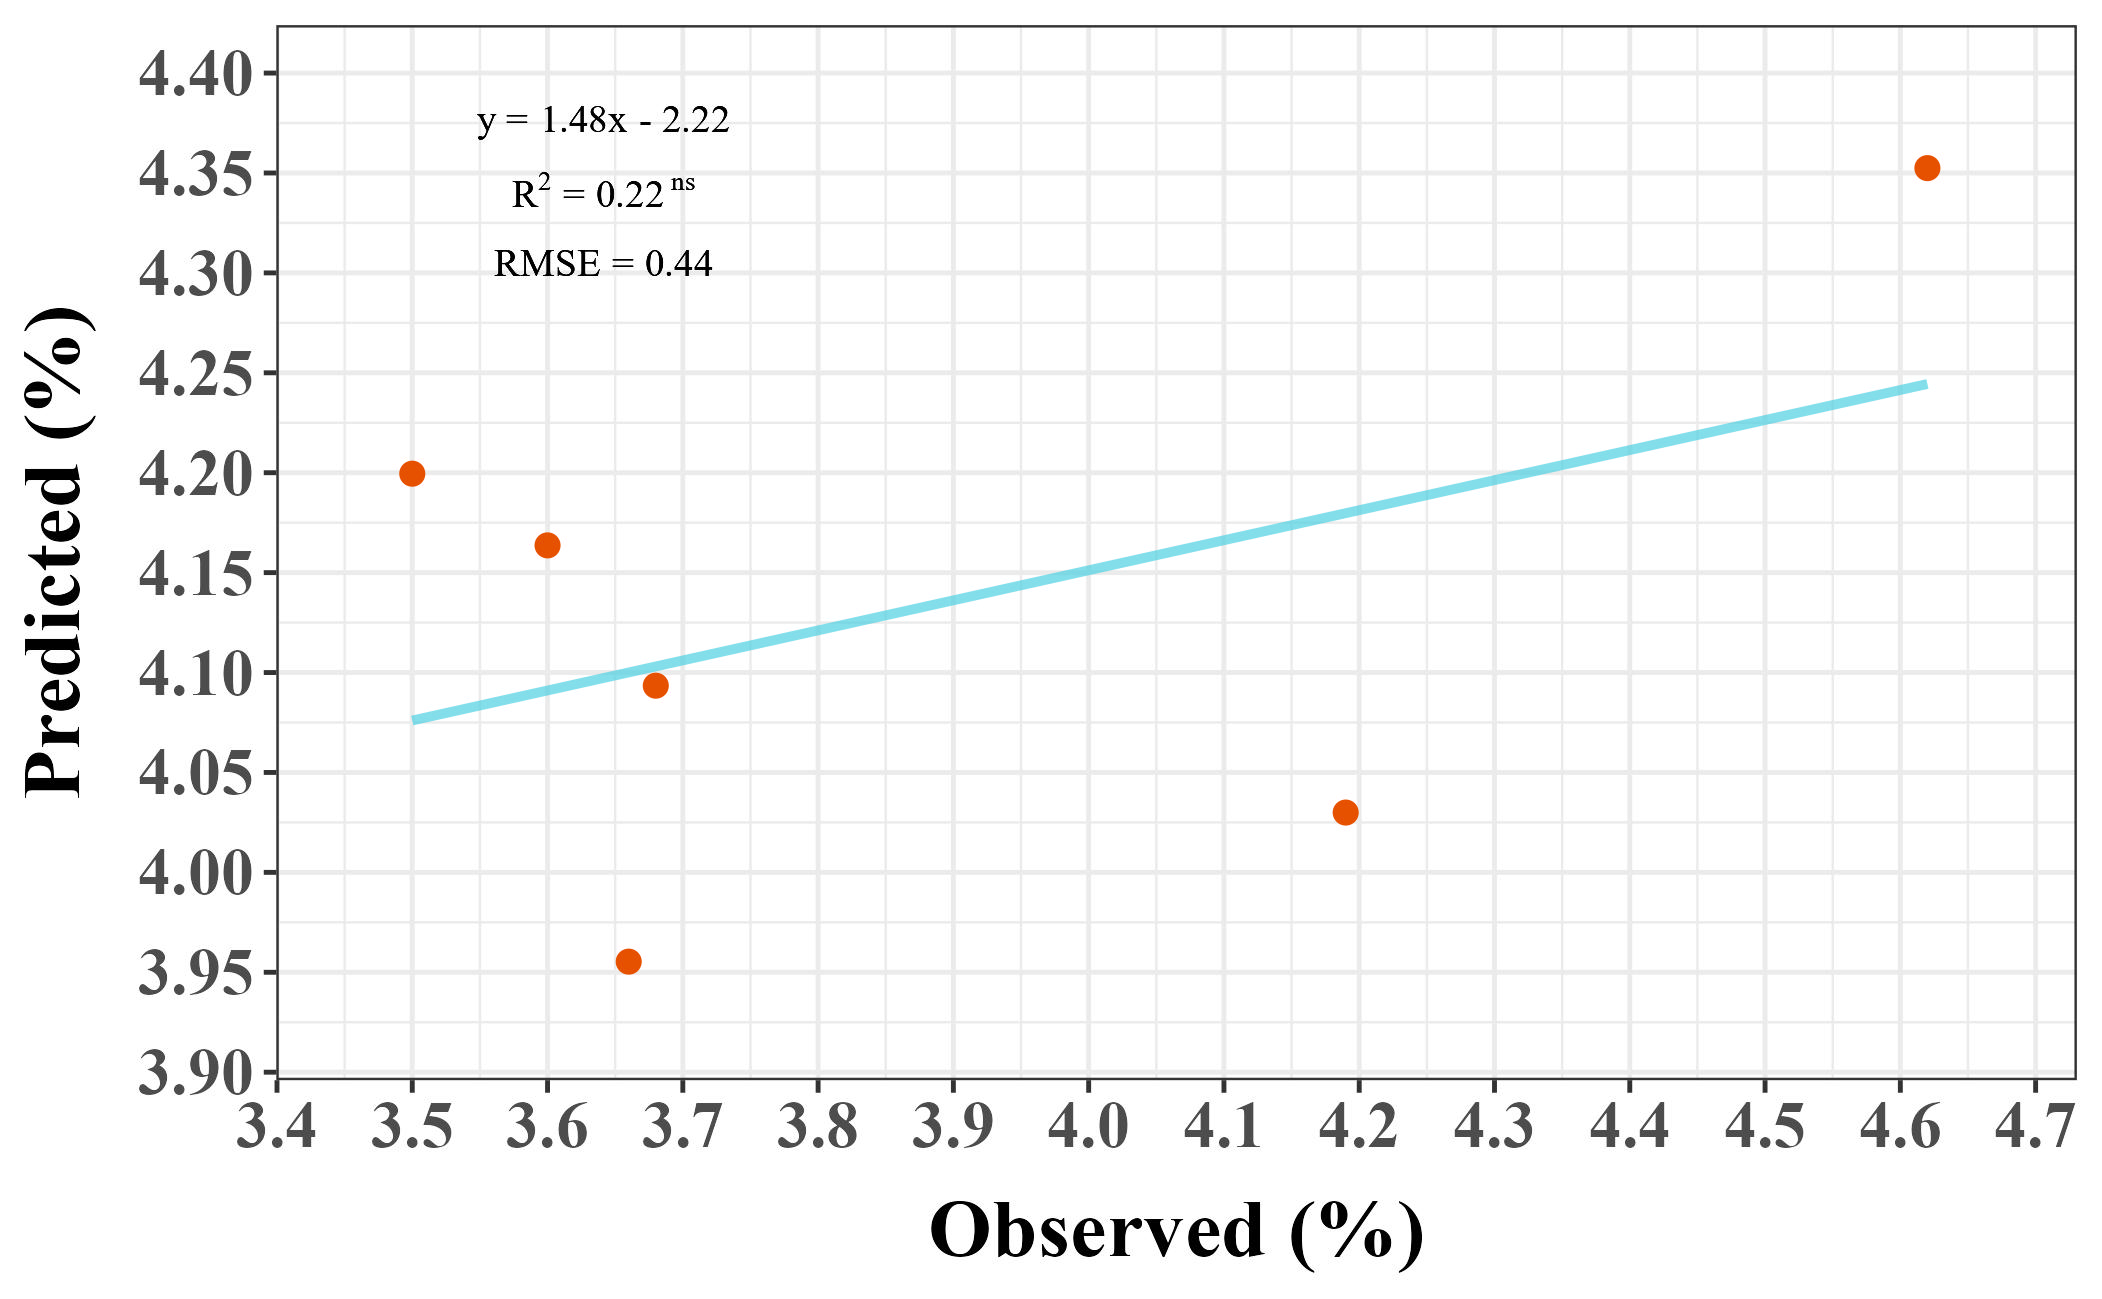 y = 1.48x - 2.22
R² = 0.22 ns
RMSE = 0.44
Predicted (%)
4.40
4.35
4.30
4.25
4.20
4.15
4.10
4.05
4.00
3.95
3.90
3.4 3.5 3.6 3.7 3.8 3.9 4.0 4.1 4.2 4.3 4.4 4.5 4.6 4.7
Observed (%)